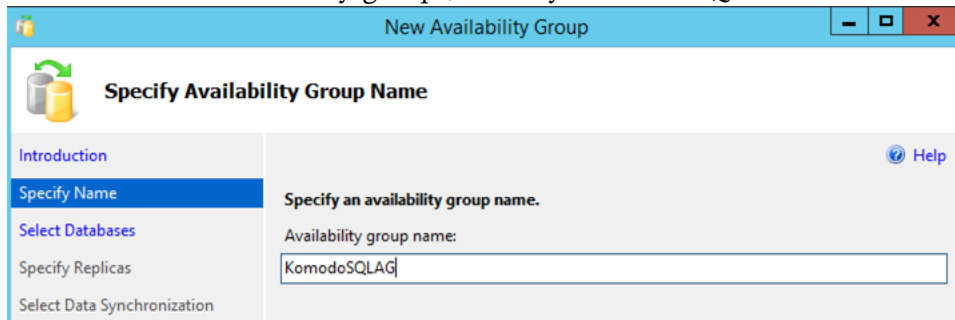 New Availability Group
Specify Availability Group Name
Introduction
Help
Specify Name
Specify an availability group name.
Select Databases
Availability group name:
Specify Replicas
KomodoSQLAG
Select Data Synchronization